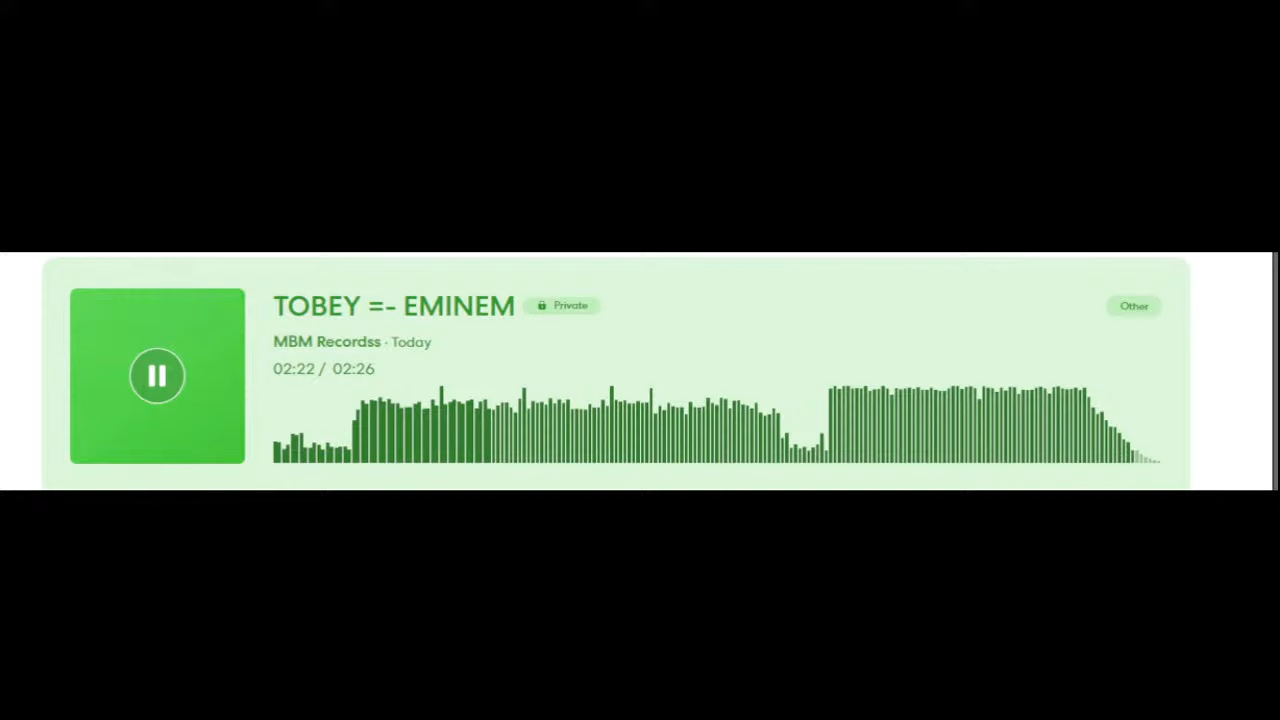 TOBEY =- EMINEM Private Other
MBM Recordss · Today
02:22 / 02:26